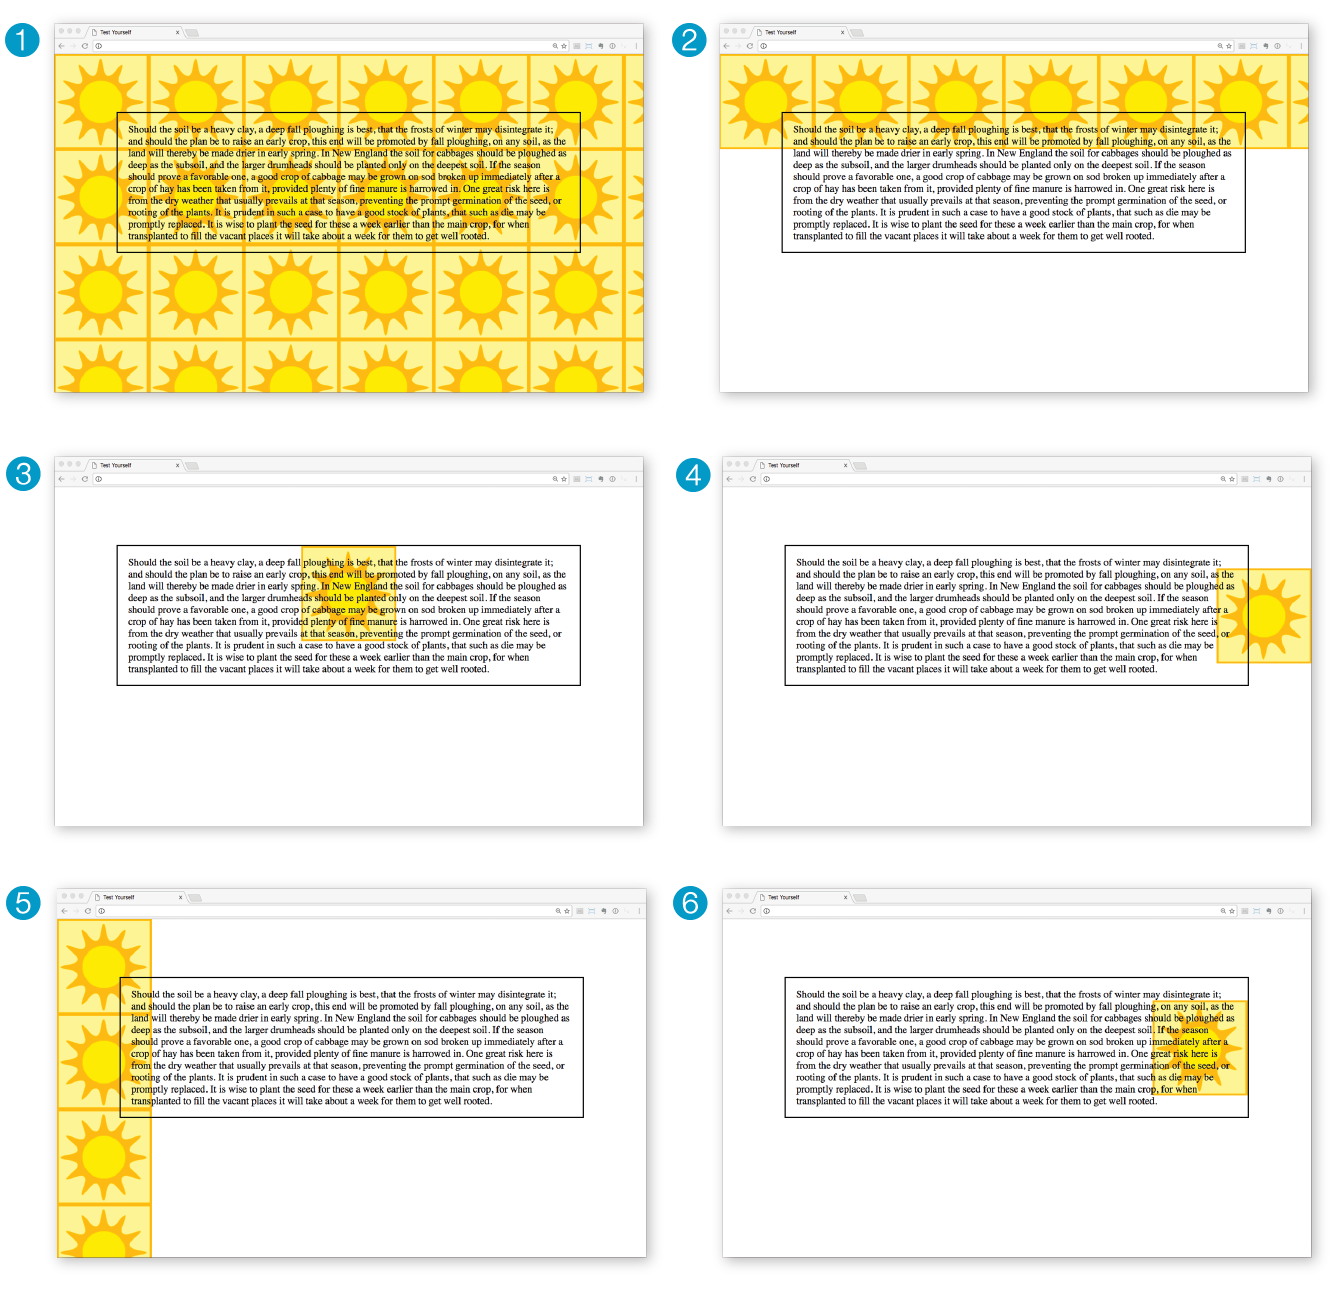 1
Test Yourself
Should the soil be a heavy clay, a deep fall ploughing is best, that the frosts of winter may disintegrate it;
and should the plan be to raise an early crop, this end will be promoted by fall ploughing, on any soil, as the
land will thereby be made drier in early spring. In New England the soil for cabbages should be ploughed as
deep as the subsoil, and the larger drumheads should be planted only on the deepest soil. If the season
should prove a favorable one, a good crop of cabbage may be grown on sod broken up immediately after a
crop of hay has been taken from it, provided plenty of fine manure is harrowed in. One great risk here is
from the dry weather that usually prevails at that season, preventing the prompt germination of the seed, or
rooting of the plants. It is prudent in such a case to have a good stock of plants, that such as die may be
promptly replaced. It is wise to plant the seed for these a week earlier than the main crop, for when
transplanted to fill the vacant places it will take about a week for them to get well rooted.
2
Test Yourself
Should the soil be a heavy clay, a deep fall ploughing is best, that the frosts of winter may disintegrate it;
and should the plan be to raise an early crop, this end will be promoted by fall ploughing, on any soil, as the
land will thereby be made drier in early spring. In New England the soil for cabbages should be ploughed as
deep as the subsoil, and the larger drumheads should be planted only on the deepest soil. If the season
should prove a favorable one, a good crop of cabbage may be grown on sod broken up immediately after a
crop of hay has been taken from it, provided plenty of fine manure is harrowed in. One great risk here is
from the dry weather that usually prevails at that season, preventing the prompt germination of the seed, or
rooting of the plants. It is prudent in such a case to have a good stock of plants, that such as die may be
promptly replaced. It is wise to plant the seed for these a week earlier than the main crop, for when
transplanted to fill the vacant places it will take about a week for them to get well rooted.
3
Test Yourself
Should the soil be a heavy clay, a deep fall ploughing is best, that the frosts of winter may disintegrate it;
and should the plan be to raise an early crop, this end will be promoted by fall ploughing, on any soil, as the
land will thereby be made drier in early spring. In New England the soil for cabbages should be ploughed as
deep as the subsoil, and the larger drumheads should be planted only on the deepest soil. If the season
should prove a favorable one, a good crop of cabbage may be grown on sod broken up immediately after a
crop of hay has been taken from it, provided plenty of fine manure is harrowed in. One great risk here is
from the dry weather that usually prevails at that season, preventing the prompt germination of the seed, or
rooting of the plants. It is prudent in such a case to have a good stock of plants, that such as die may be
promptly replaced. It is wise to plant the seed for these a week earlier than the main crop, for when
transplanted to fill the vacant places it will take about a week for them to get well rooted.
4
Test Yourself
Should the soil be a heavy clay, a deep fall ploughing is best, that the frosts of winter may disintegrate it;
and should the plan be to raise an early crop, this end will be promoted by fall ploughing, on any soil, as the
land will thereby be made drier in early spring. In New England the soil for cabbages should be ploughed as
deep as the subsoil, and the larger drumheads should be planted only on the deepest soil. If the season
should prove a favorable one, a good crop of cabbage may be grown on sod broken up immediately after a
crop of hay has been taken from it, provided plenty of fine manure is harrowed in. One great risk here is
from the dry weather that usually prevails at that season, preventing the prompt germination of the seed, or
rooting of the plants. It is prudent in such a case to have a good stock of plants, that such as die may be
promptly replaced. It is wise to plant the seed for these a week earlier than the main crop, for when
transplanted to fill the vacant places it will take about a week for them to get well rooted.
5
Test Yourself
Should the soil be a heavy clay, a deep fall ploughing is best, that the frosts of winter may disintegrate it;
and should the plan be to raise an early crop, this end will be promoted by fall ploughing, on any soil, as the
land will thereby be made drier in early spring. In New England the soil for cabbages should be ploughed as
deep as the subsoil, and the larger drumheads should be planted only on the deepest soil. If the season
should prove a favorable one, a good crop of cabbage may be grown on sod broken up immediately after a
crop of hay has been taken from it, provided plenty of fine manure is harrowed in. One great risk here is
from the dry weather that usually prevails at that season, preventing the prompt germination of the seed, or
rooting of the plants. It is prudent in such a case to have a good stock of plants, that such as die may be
promptly replaced. It is wise to plant the seed for these a week earlier than the main crop, for when
transplanted to fill the vacant places it will take about a week for them to get well rooted.
6
Test Yourself
Should the soil be a heavy clay, a deep fall ploughing is best, that the frosts of winter may disintegrate it;
and should the plan be to raise an early crop, this end will be promoted by fall ploughing, on any soil, as the
land will thereby be made drier in early spring. In New England the soil for cabbages should be ploughed as
deep as the subsoil, and the larger drumheads should be planted only on the deepest soil. If the season
should prove a favorable one, a good crop of cabbage may be grown on sod broken up immediately after a
crop of hay has been taken from it, provided plenty of fine manure is harrowed in. One great risk here is
from the dry weather that usually prevails at that season, preventing the prompt germination of the seed, or
rooting of the plants. It is prudent in such a case to have a good stock of plants, that such as die may be
promptly replaced. It is wise to plant the seed for these a week earlier than the main crop, for when
transplanted to fill the vacant places it will take about a week for them to get well rooted.